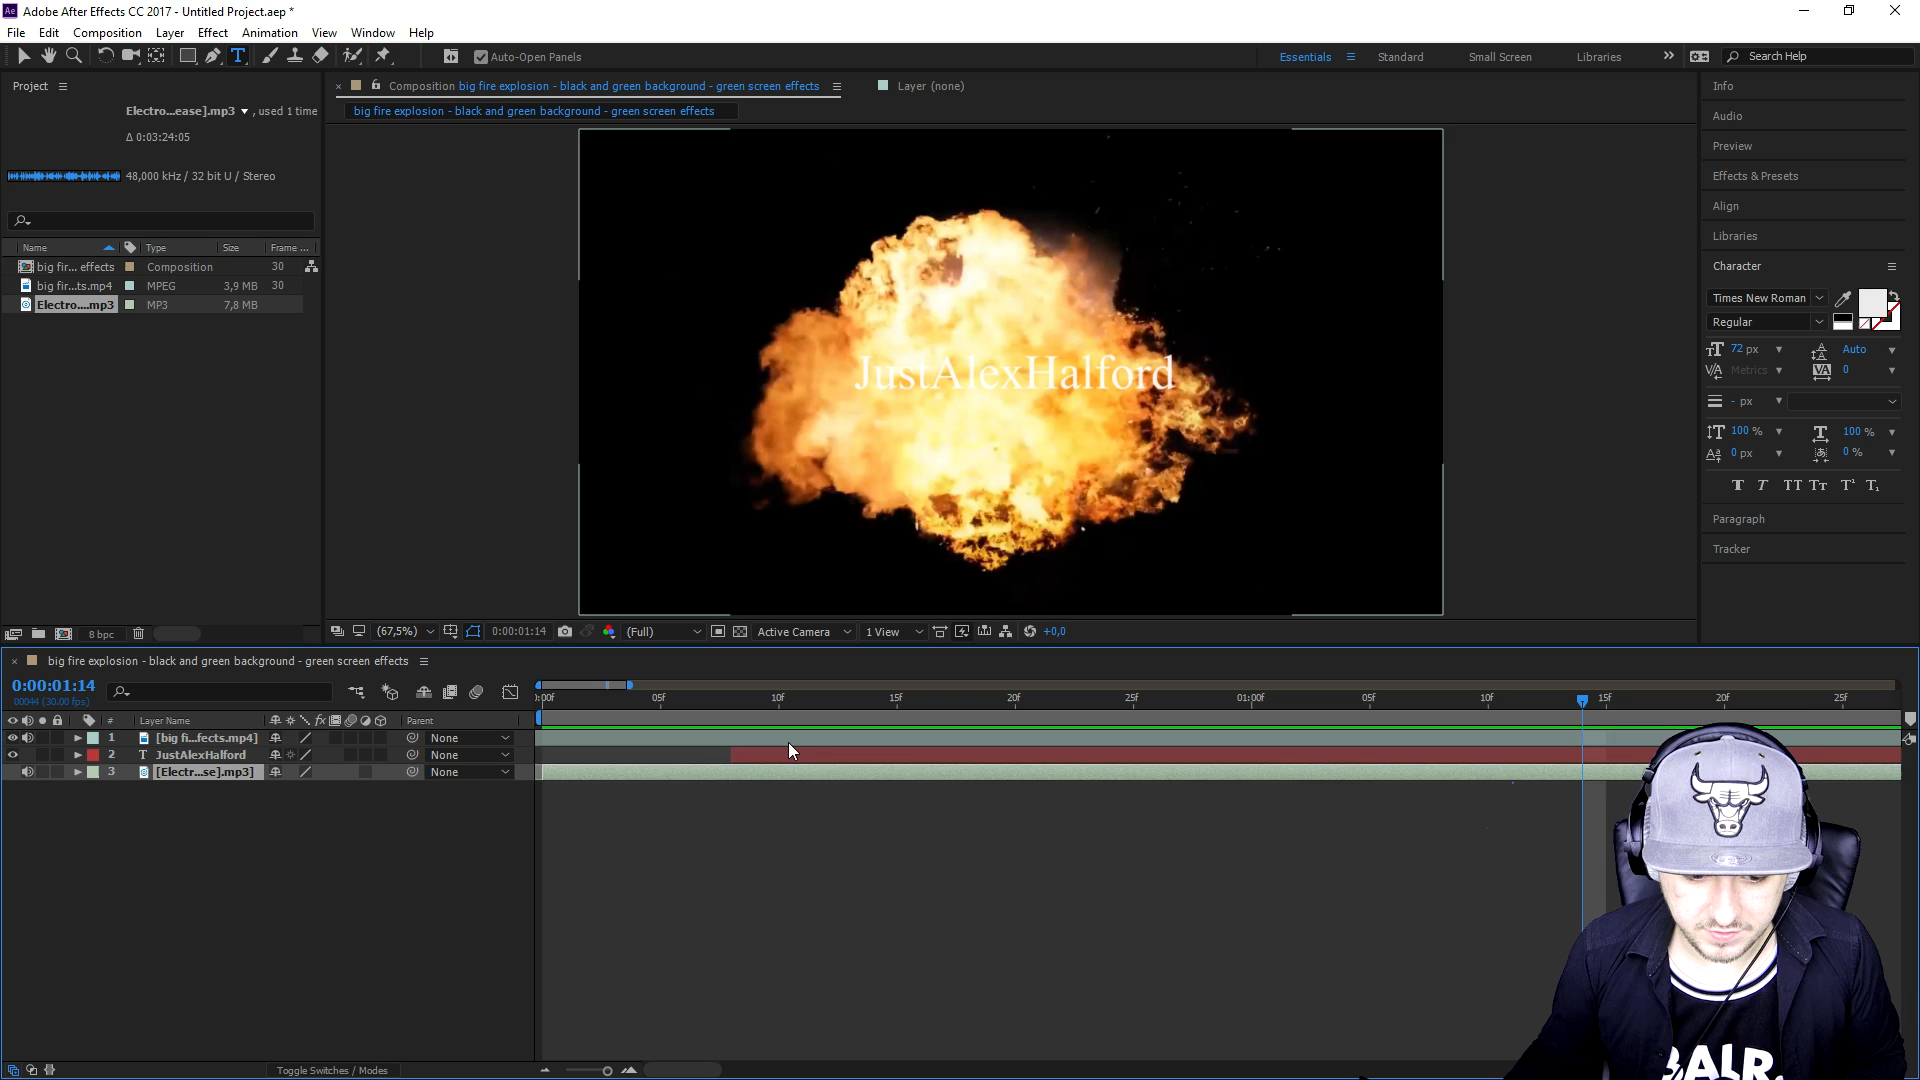 Adobe After Effects CC 2017 - Untitled Project.aep *
File Edit Composition Layer Effect Animation View Window Help
Auto-Open Panels
Essentials Standard Small Screen Libraries Search Help
Project
Composition big fire explosion - black and green background - green screen effects
Layer (none)
big fire explosion - black and green background - green screen effects
Electro...ease].mp3 , used 1 time
Δ 0:03:24:05
48,000 kHz / 32 bit U / Stereo
Name Type Size Frame ...
big fir... effects Composition 30
big fir...ts.mp4 MPEG 3,9 MB 30
Electro....mp3 MP3 7,8 MB
8 bpc
JustAlexHalford
(67,5%) 0:00:01:14 (Full) Active Camera 1 View +0,0
Info
Audio
Preview
Effects & Presets
Align
Libraries
Character
Times New Roman
Regular
72 px Auto
Metrics 0
- px
100 % 100 %
0 px 0 %
T T TT Tт T¹ T₁
Paragraph
Tracker
big fire explosion - black and green background - green screen effects
0:00:01:14
00044 (30.00 fps)
# Layer Name fx Parent
1 [big fi...fects.mp4] None
2 T JustAlexHalford None
3 [Electr...se].mp3] None
):00f 05f 10f 15f 20f 25f 01:00f 05f 10f 15f 20f 25f
Toggle Switches / Modes
BALR.